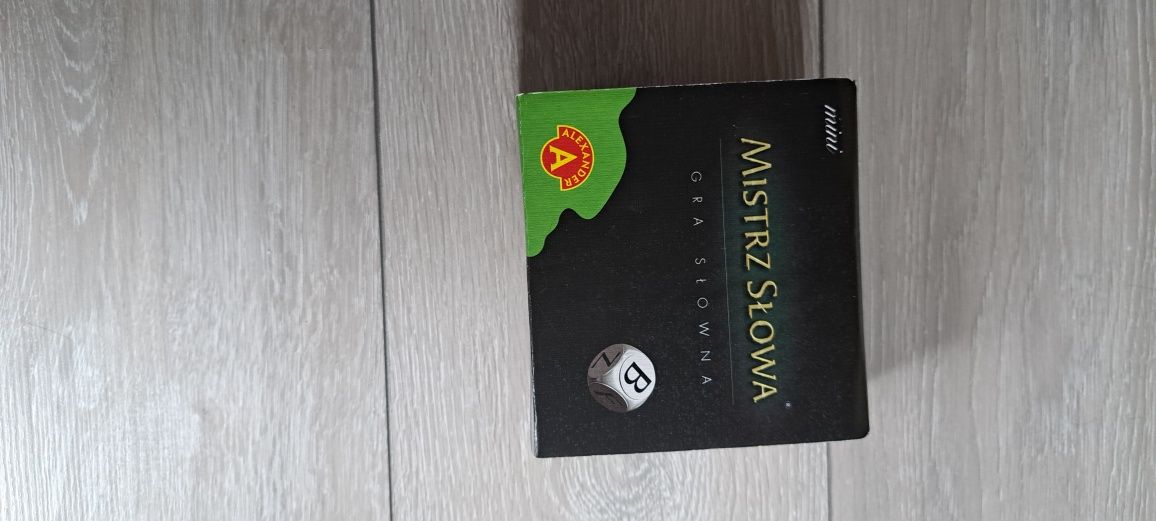 mini
MISTRZ SŁOWA
GRA SŁOWNA
ALEXANDER
A
B
Z